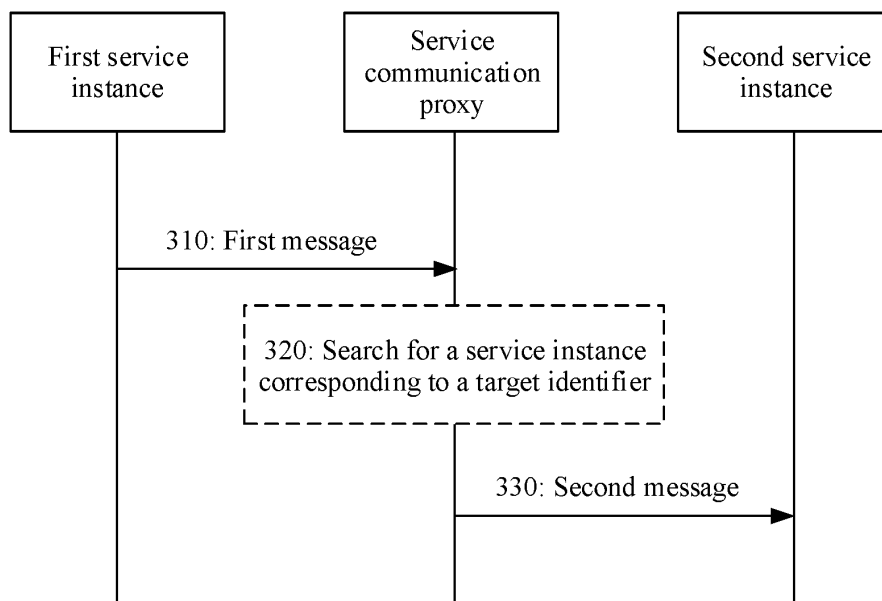 First service
instance
Service
communication
proxy
Second service
instance
310: First message
320: Search for a service instance
corresponding to a target identifier
330: Second message